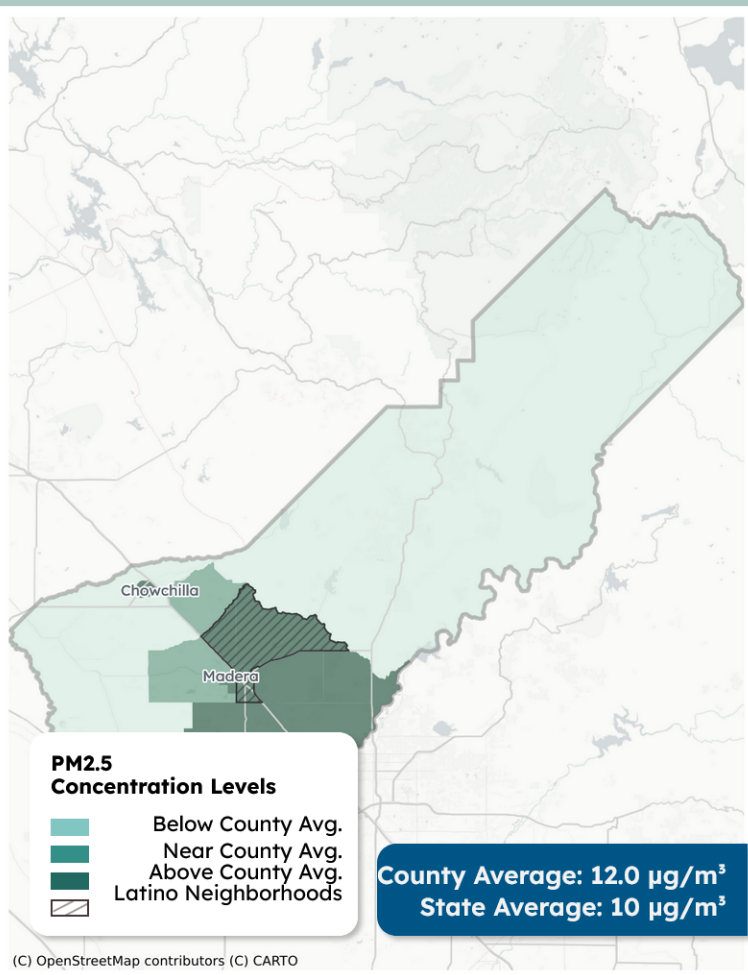 Chowchilla
Madera
PM2.5
Concentration Levels
Below County Avg.
Near County Avg.
Above County Avg.
Latino Neighborhoods
County Average: 12.0 µg/m³
State Average: 10 µg/m³
(C) OpenStreetMap contributors (C) CARTO